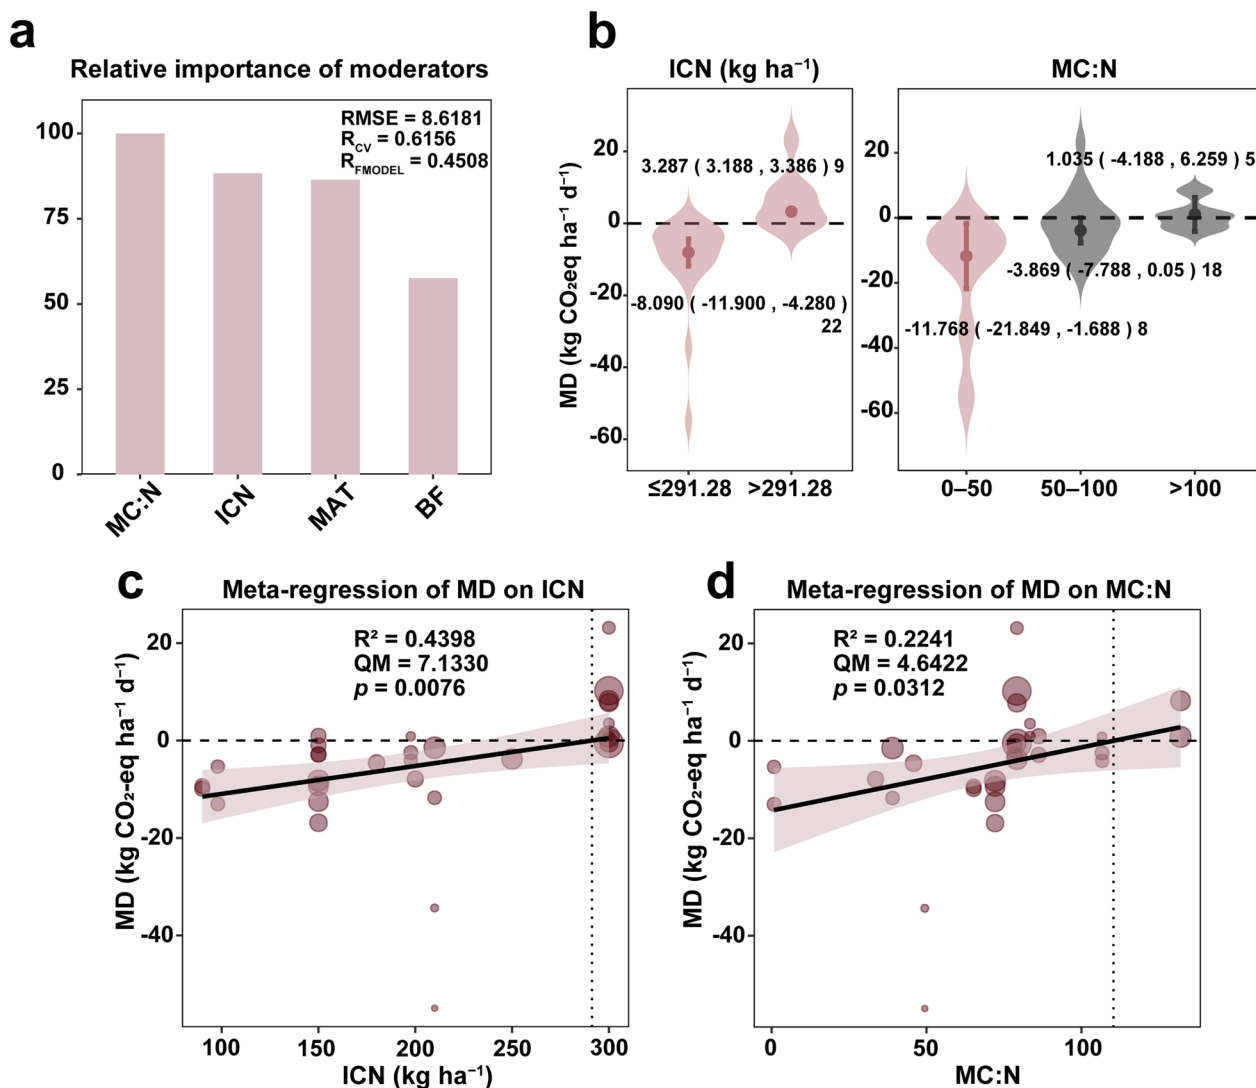 a
Relative importance of moderators
RMSE = 8.6181
R_CV = 0.6156
R_FMODEL = 0.4508
100
75
50
25
0
MC:N
ICN
MAT
BF
b
ICN (kg ha⁻¹)
MC:N
MD (kg CO₂eq ha⁻¹ d⁻¹)
20
0
-20
-40
-60
3.287 ( 3.188 , 3.386 ) 9
-8.090 ( -11.900 , -4.280 )
22
≤291.28
>291.28
20
0
-20
-40
-60
1.035 ( -4.188 , 6.259 ) 5
-3.869 ( -7.788 , 0.05 ) 18
-11.768 ( -21.849 , -1.688 ) 8
0–50
50–100
>100
c
Meta-regression of MD on ICN
R² = 0.4398
QM = 7.1330
p = 0.0076
MD (kg CO₂-eq ha⁻¹ d⁻¹)
20
0
-20
-40
100
150
200
250
300
ICN (kg ha⁻¹)
d
Meta-regression of MD on MC:N
R² = 0.2241
QM = 4.6422
p = 0.0312
MD (kg CO₂-eq ha⁻¹ d⁻¹)
20
0
-20
-40
0
50
100
MC:N